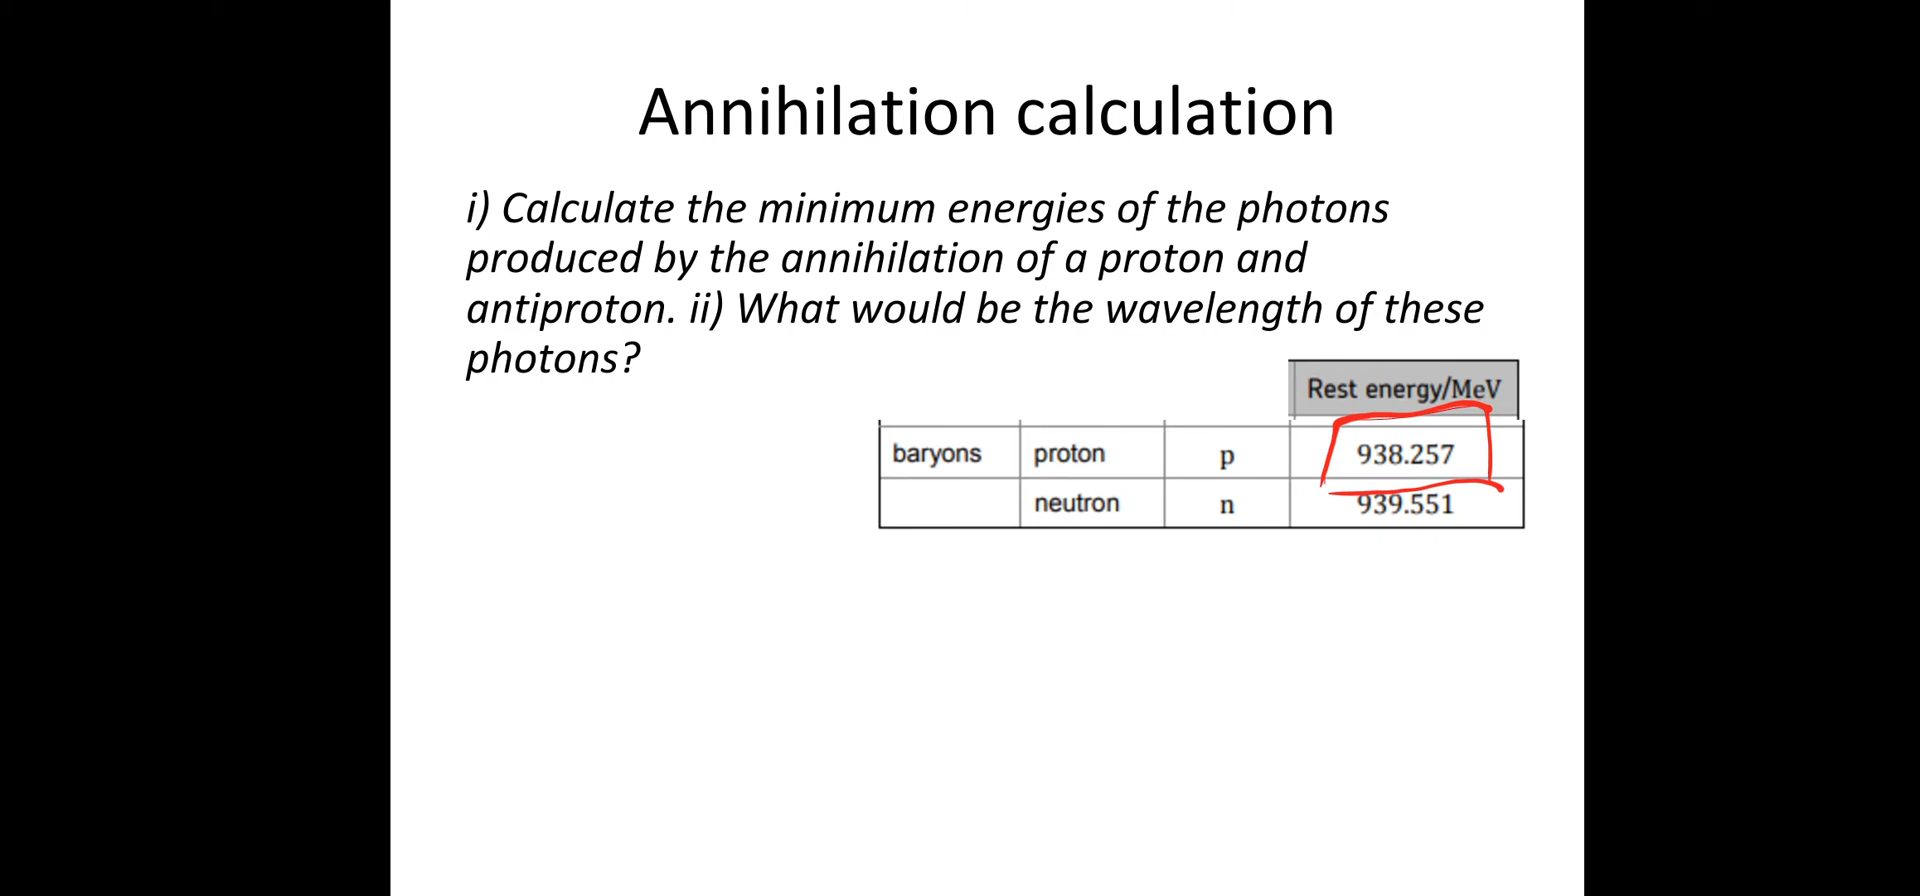 Annihilation calculation
i) Calculate the minimum energies of the photons
produced by the annihilation of a proton and
antiproton. ii) What would be the wavelength of these
photons?
Rest energy/MeV
baryons proton p 938.257
neutron n 939.551